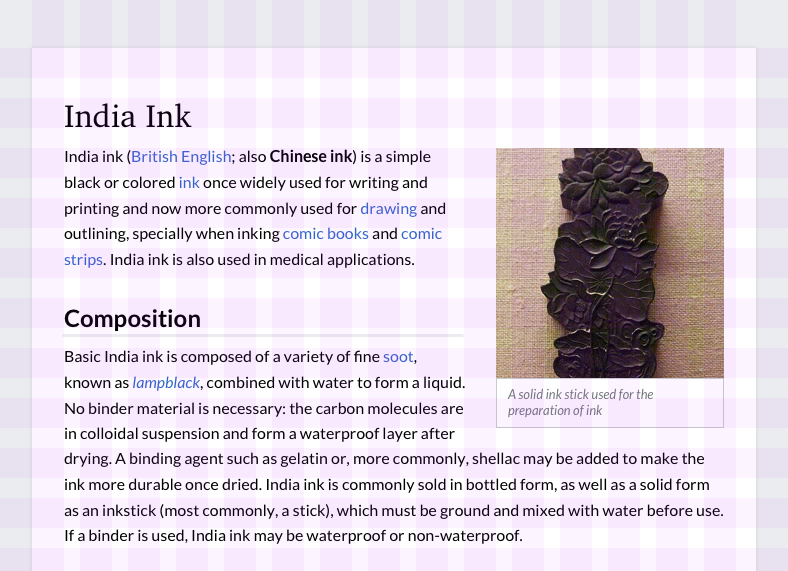 India Ink
India ink (British English; also Chinese ink) is a simple
black or colored ink once widely used for writing and
printing and now more commonly used for drawing and
outlining, specially when inking comic books and comic
strips. India ink is also used in medical applications.
A solid ink stick used for the
preparation of ink
Composition
Basic India ink is composed of a variety of fine soot,
known as lampblack, combined with water to form a liquid.
No binder material is necessary: the carbon molecules are
in colloidal suspension and form a waterproof layer after
drying. A binding agent such as gelatin or, more commonly, shellac may be added to make the
ink more durable once dried. India ink is commonly sold in bottled form, as well as a solid form
as an inkstick (most commonly, a stick), which must be ground and mixed with water before use.
If a binder is used, India ink may be waterproof or non-waterproof.